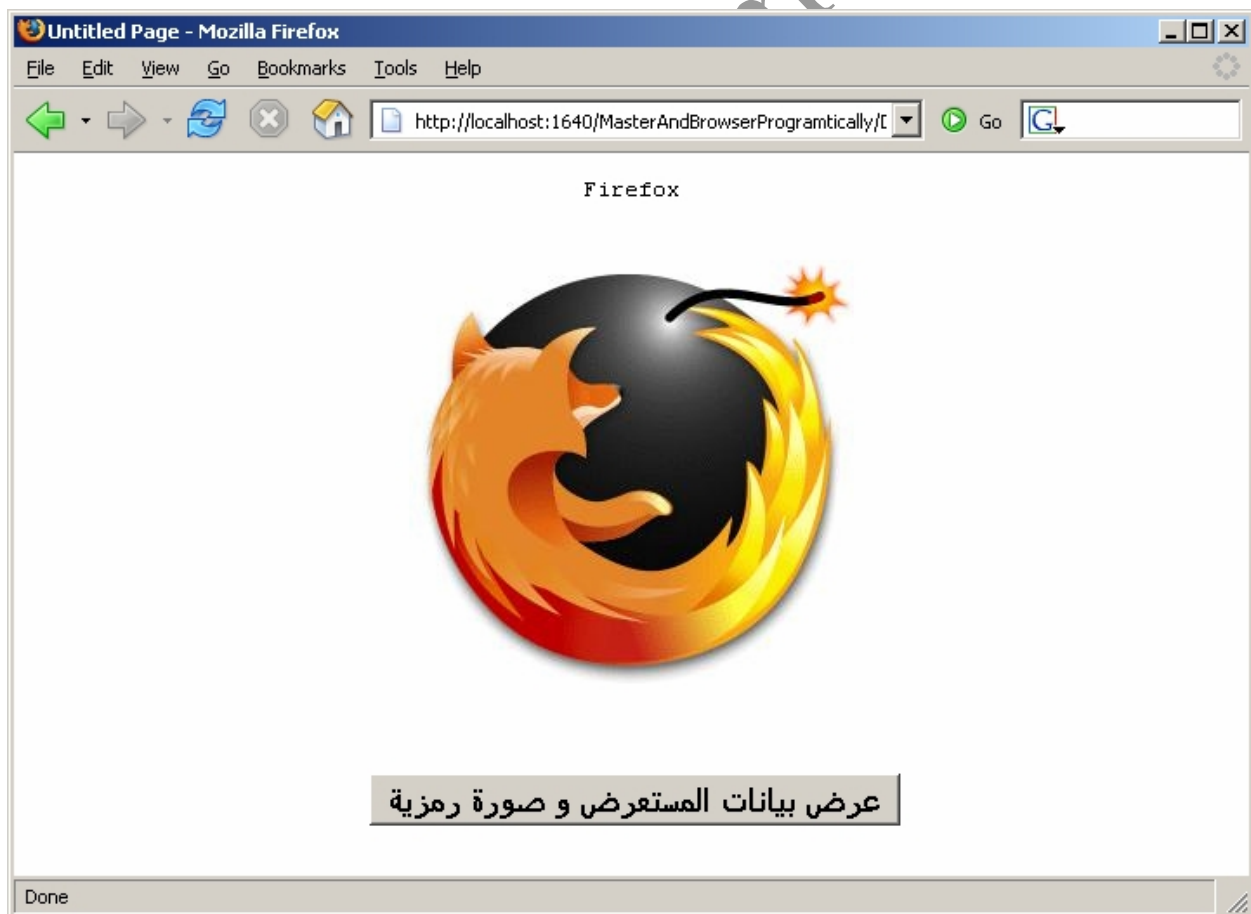 Untitled Page - Mozilla Firefox
File Edit View Go Bookmarks Tools Help
http://localhost:1640/MasterAndBrowserProgramtically/D Go G
Firefox
عرض بيانات المستعرض و صورة رمزية
Done